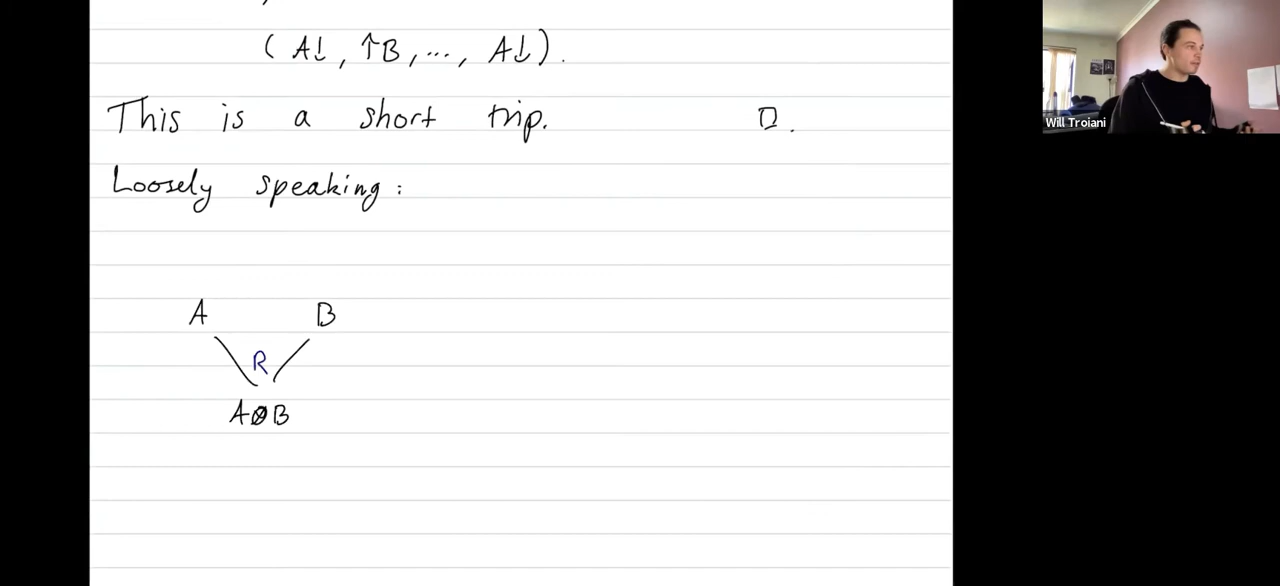 ( A↓ , ↑B , ... , A↓ ) .
This is a short trip. □ .
Loosely speaking :
A B
R
A⊗B
Will Troiani